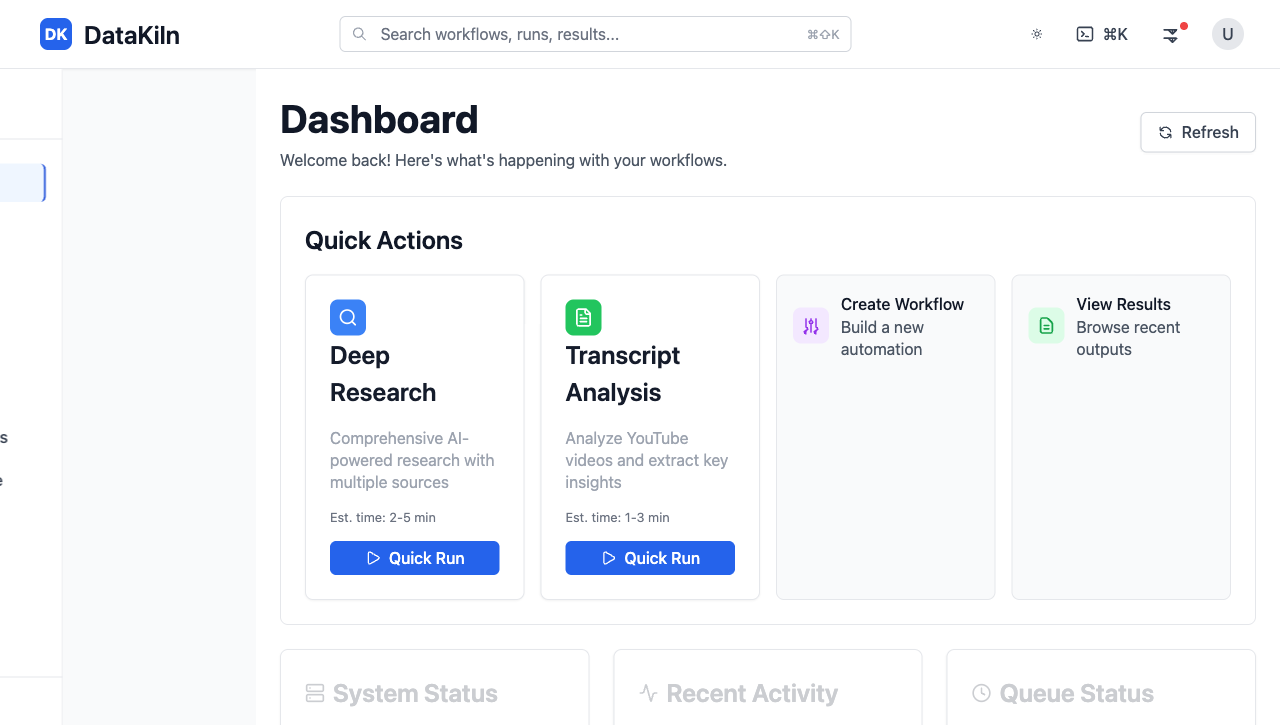 DK DataKiln
Search workflows, runs, results... ⌘⇧K
⌘K
U
s
e
Dashboard
Welcome back! Here's what's happening with your workflows.
Refresh
Quick Actions
Deep
Research
Comprehensive AI-
powered research with
multiple sources
Est. time: 2-5 min
Quick Run
Transcript
Analysis
Analyze YouTube
videos and extract key
insights
Est. time: 1-3 min
Quick Run
Create Workflow
Build a new
automation
View Results
Browse recent
outputs
System Status
Recent Activity
Queue Status